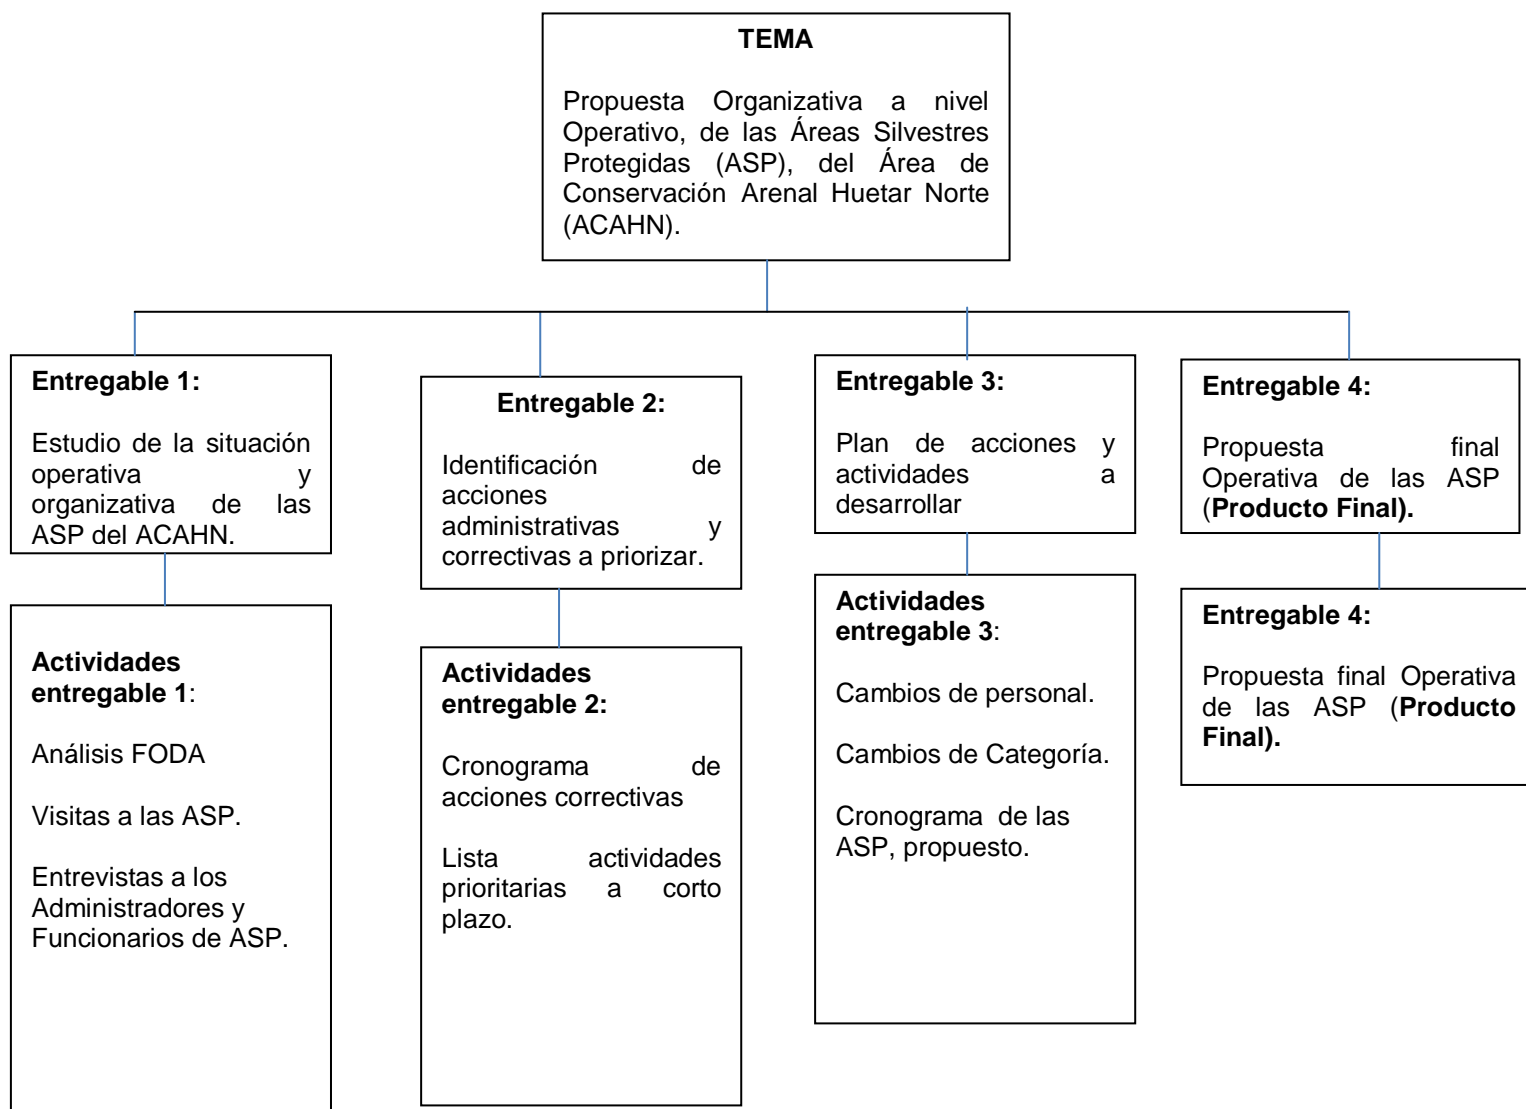 TEMA
Propuesta Organizativa a nivel
Operativo, de las Áreas Silvestres
Protegidas (ASP), del Área de
Conservación Arenal Huetar Norte
(ACAHN).
Entregable 1:
Estudio de la situación
operativa y
organizativa de las
ASP del ACAHN.
Actividades
entregable 1:
Análisis FODA
Visitas a las ASP.
Entrevistas a los
Administradores y
Funcionarios de ASP.
Entregable 2:
Identificación de
acciones
administrativas y
correctivas a priorizar.
Actividades
entregable 2:
Cronograma de
acciones correctivas
Lista actividades
prioritarias a corto
plazo.
Entregable 3:
Plan de acciones y
actividades a
desarrollar
Actividades
entregable 3:
Cambios de personal.
Cambios de Categoría.
Cronograma de las
ASP, propuesto.
Entregable 4:
Propuesta final
Operativa de las ASP
(Producto Final).
Entregable 4:
Propuesta final Operativa
de las ASP (Producto
Final).